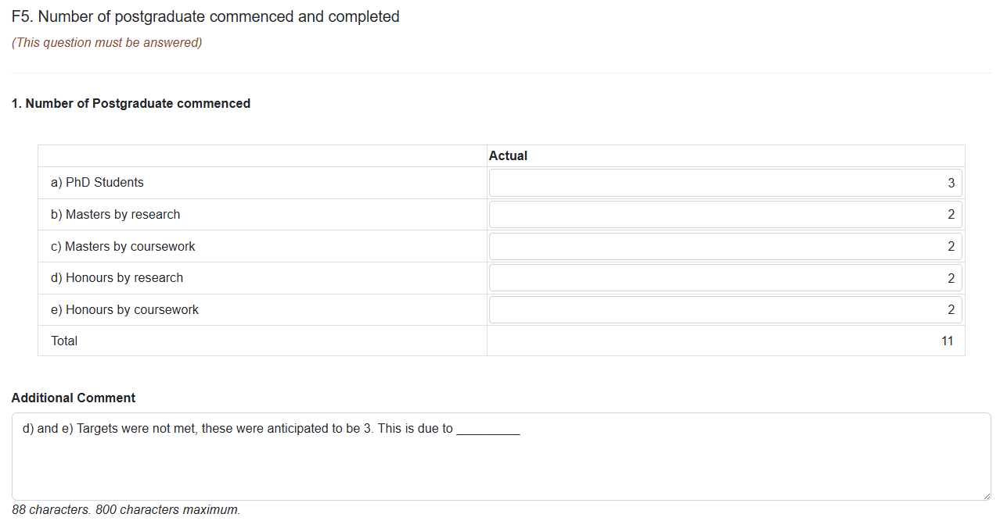 F5. Number of postgraduate commenced and completed
(This question must be answered)
1. Number of Postgraduate commenced
Actual
a) PhD Students 3
b) Masters by research 2
c) Masters by coursework 2
d) Honours by research 2
e) Honours by coursework 2
Total 11
Additional Comment
d) and e) Targets were not met, these were anticipated to be 3. This is due to _________
88 characters. 800 characters maximum.